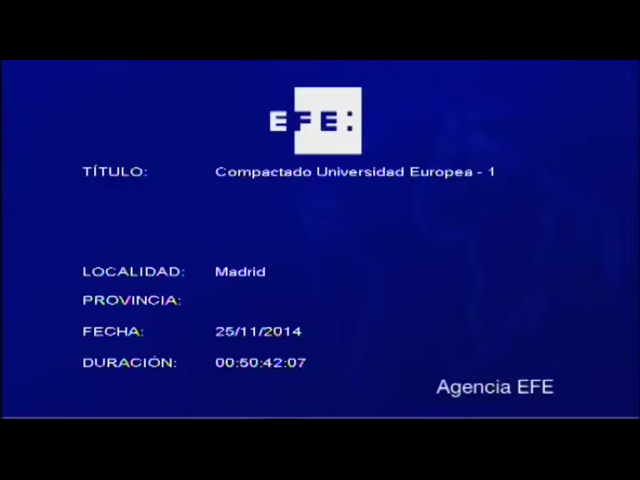 EFE:
TÍTULO: Compactado Universidad Europea - 1
LOCALIDAD: Madrid
PROVINCIA:
FECHA: 25/11/2014
DURACIÓN: 00:50:42:07
Agencia EFE